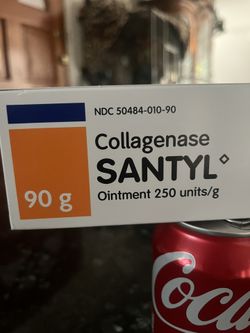 NDC 50484-010-90
Collagenase
SANTYL◊
Ointment 250 units/g
90 g
Coca